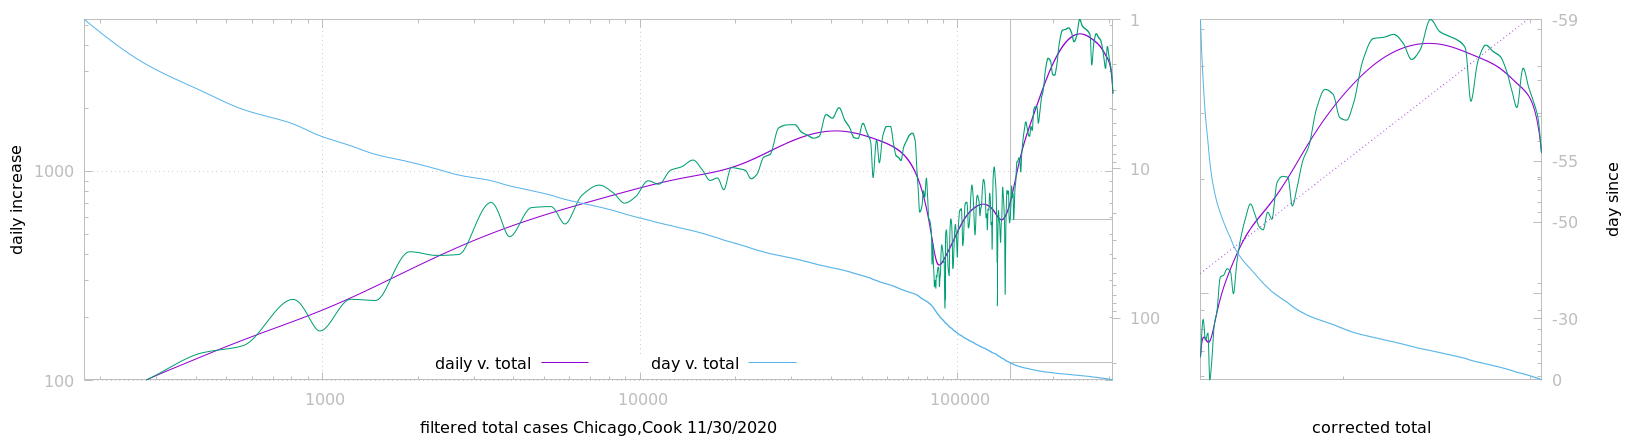 daily increase
1000
100
daily v. total
day v. total
1
10
100
1000
10000
100000
filtered total cases Chicago,Cook 11/30/2020
-59
-55
-50
-30
0
day since
corrected total